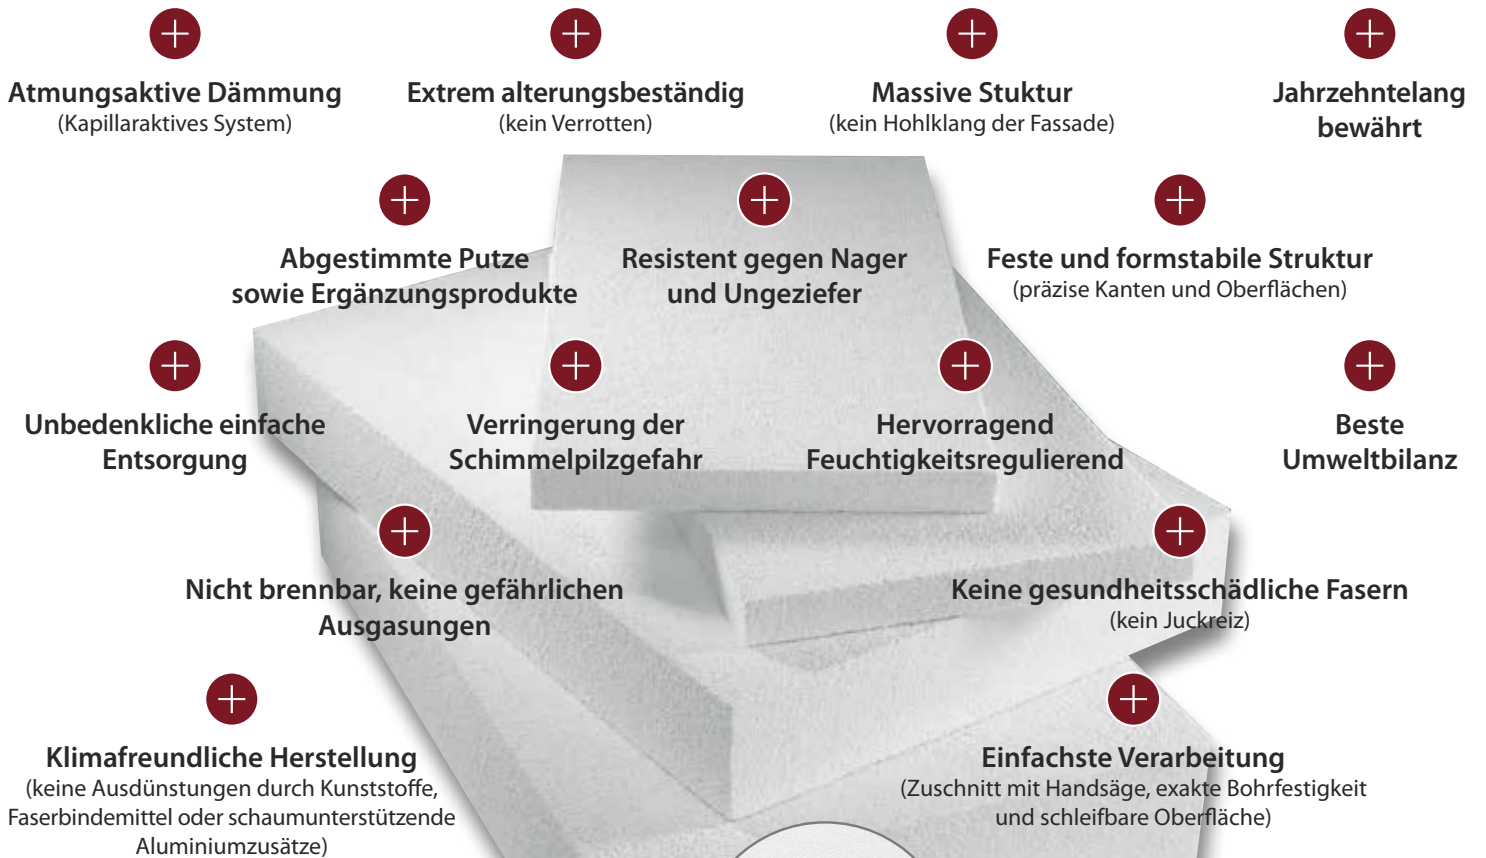 Atmungsaktive Dämmung
(Kapillaraktives System)
Extrem alterungsbeständig
(kein Verrotten)
Massive Stuktur
(kein Hohlklang der Fassade)
Jahrzehntelang
bewährt
Abgestimmte Putze
sowie Ergänzungsprodukte
Resistent gegen Nager
und Ungeziefer
Feste und formstabile Struktur
(präzise Kanten und Oberflächen)
Unbedenkliche einfache
Entsorgung
Verringerung der
Schimmelpilzgefahr
Hervorragend
Feuchtigkeitsregulierend
Beste
Umweltbilanz
Nicht brennbar, keine gefährlichen
Ausgasungen
Keine gesundheitsschädliche Fasern
(kein Juckreiz)
Klimafreundliche Herstellung
(keine Ausdünstungen durch Kunststoffe,
Faserbindemittel oder schaumunterstützende
Aluminiumzusätze)
Einfachste Verarbeitung
(Zuschnitt mit Handsäge, exakte Bohrfestigkeit
und schleifbare Oberfläche)